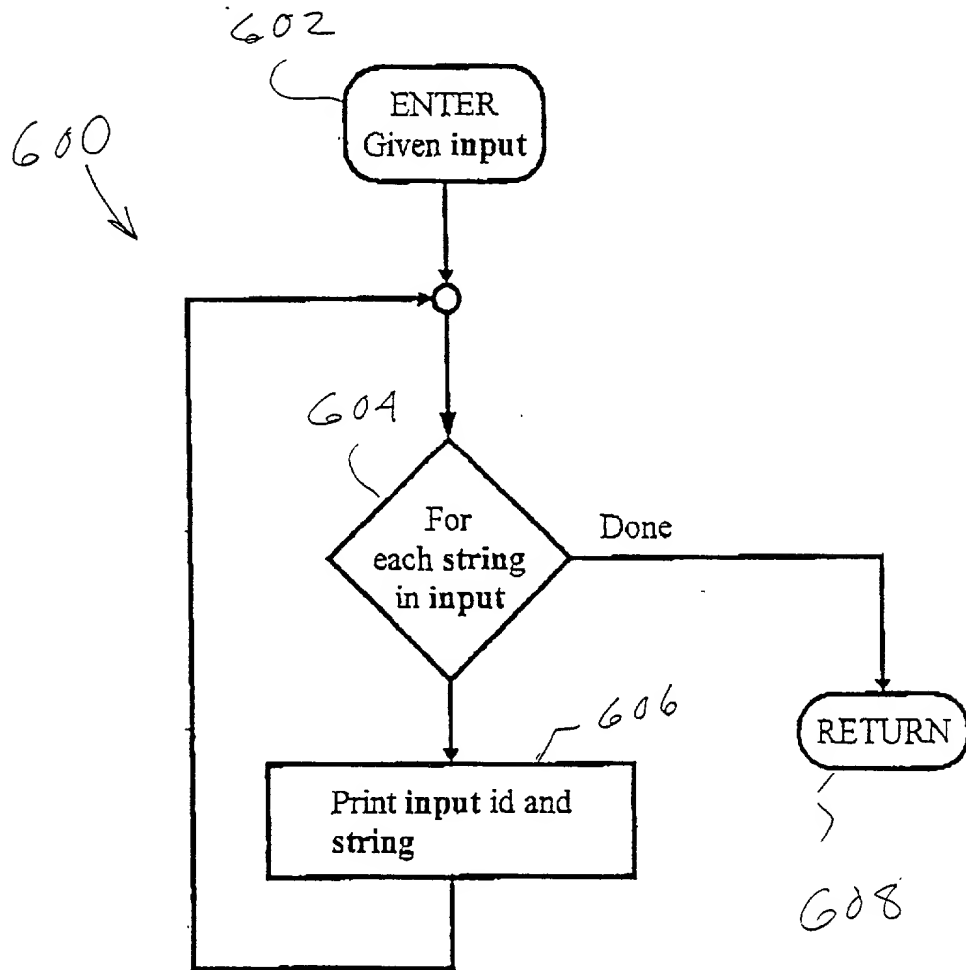 602
ENTER
Given input
600
604
For
each string
in input
Done
606
Print input id and
string
RETURN
608